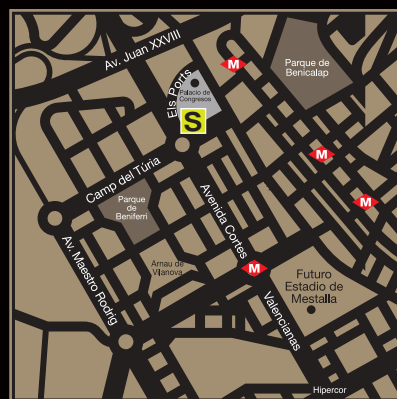 Av. Juan XXVIII
Parque de
Benicalap
M
Els Ports
Palacio de
Congresos
S
M
Camp del Túria
Parque
de
Beniferri
Avenida Cortes
M
Av. Maestro Rodrig
Arnau de
Vilanova
M
Futuro
Estadio de
Mestalla
Valencianas
Hipercor